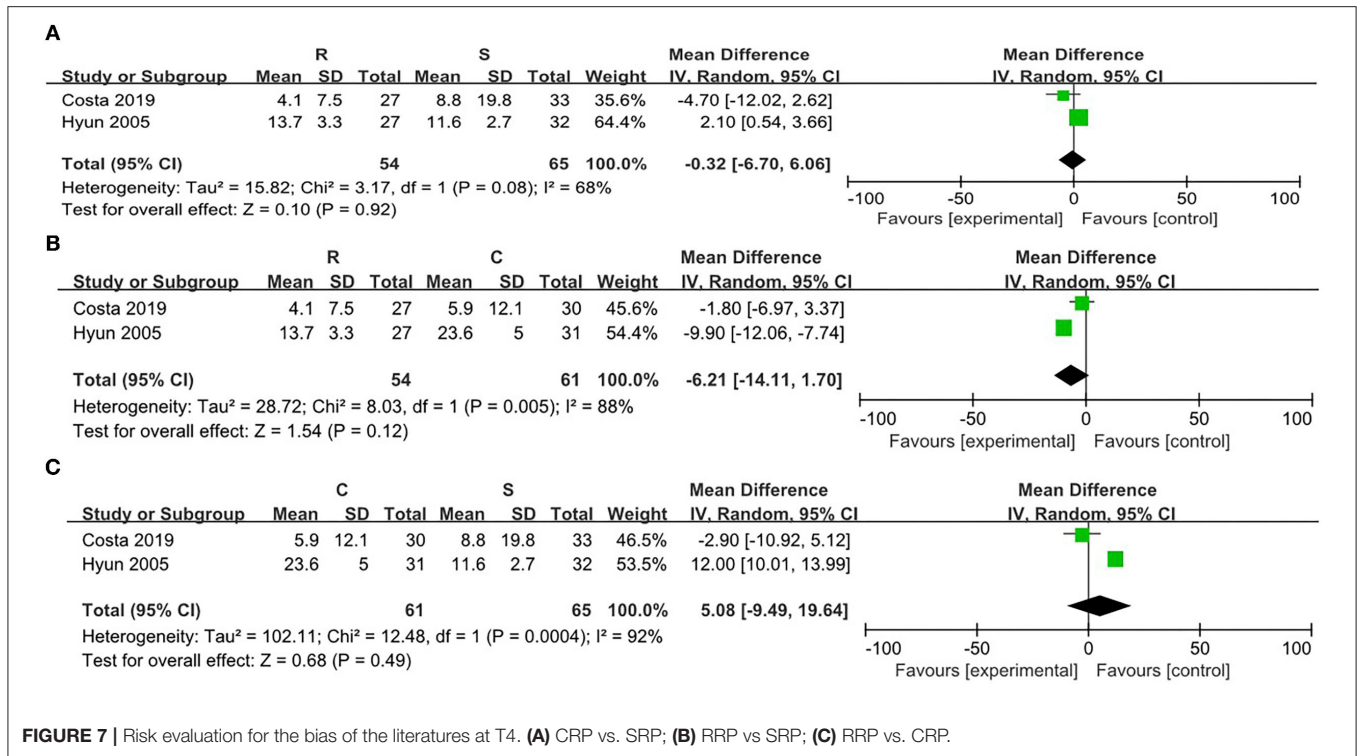 A
R S Mean Difference Mean Difference
Study or Subgroup Mean SD Total Mean SD Total Weight IV, Random, 95% CI IV, Random, 95% CI
Costa 2019 4.1 7.5 27 8.8 19.8 33 35.6% -4.70 [-12.02, 2.62]
Hyun 2005 13.7 3.3 27 11.6 2.7 32 64.4% 2.10 [0.54, 3.66]
Total (95% CI) 54 65 100.0% -0.32 [-6.70, 6.06]
Heterogeneity: Tau² = 15.82; Chi² = 3.17, df = 1 (P = 0.08); I² = 68%
Test for overall effect: Z = 0.10 (P = 0.92)
-100 -50 0 50 100
Favours [experimental] Favours [control]
B
R C Mean Difference Mean Difference
Study or Subgroup Mean SD Total Mean SD Total Weight IV, Random, 95% CI IV, Random, 95% CI
Costa 2019 4.1 7.5 27 5.9 12.1 30 45.6% -1.80 [-6.97, 3.37]
Hyun 2005 13.7 3.3 27 23.6 5 31 54.4% -9.90 [-12.06, -7.74]
Total (95% CI) 54 61 100.0% -6.21 [-14.11, 1.70]
Heterogeneity: Tau² = 28.72; Chi² = 8.03, df = 1 (P = 0.005); I² = 88%
Test for overall effect: Z = 1.54 (P = 0.12)
-100 -50 0 50 100
Favours [experimental] Favours [control]
C
C S Mean Difference Mean Difference
Study or Subgroup Mean SD Total Mean SD Total Weight IV, Random, 95% CI IV, Random, 95% CI
Costa 2019 5.9 12.1 30 8.8 19.8 33 46.5% -2.90 [-10.92, 5.12]
Hyun 2005 23.6 5 31 11.6 2.7 32 53.5% 12.00 [10.01, 13.99]
Total (95% CI) 61 65 100.0% 5.08 [-9.49, 19.64]
Heterogeneity: Tau² = 102.11; Chi² = 12.48, df = 1 (P = 0.0004); I² = 92%
Test for overall effect: Z = 0.68 (P = 0.49)
-100 -50 0 50 100
Favours [experimental] Favours [control]
FIGURE 7 | Risk evaluation for the bias of the literatures at T4. (A) CRP vs. SRP; (B) RRP vs SRP; (C) RRP vs. CRP.